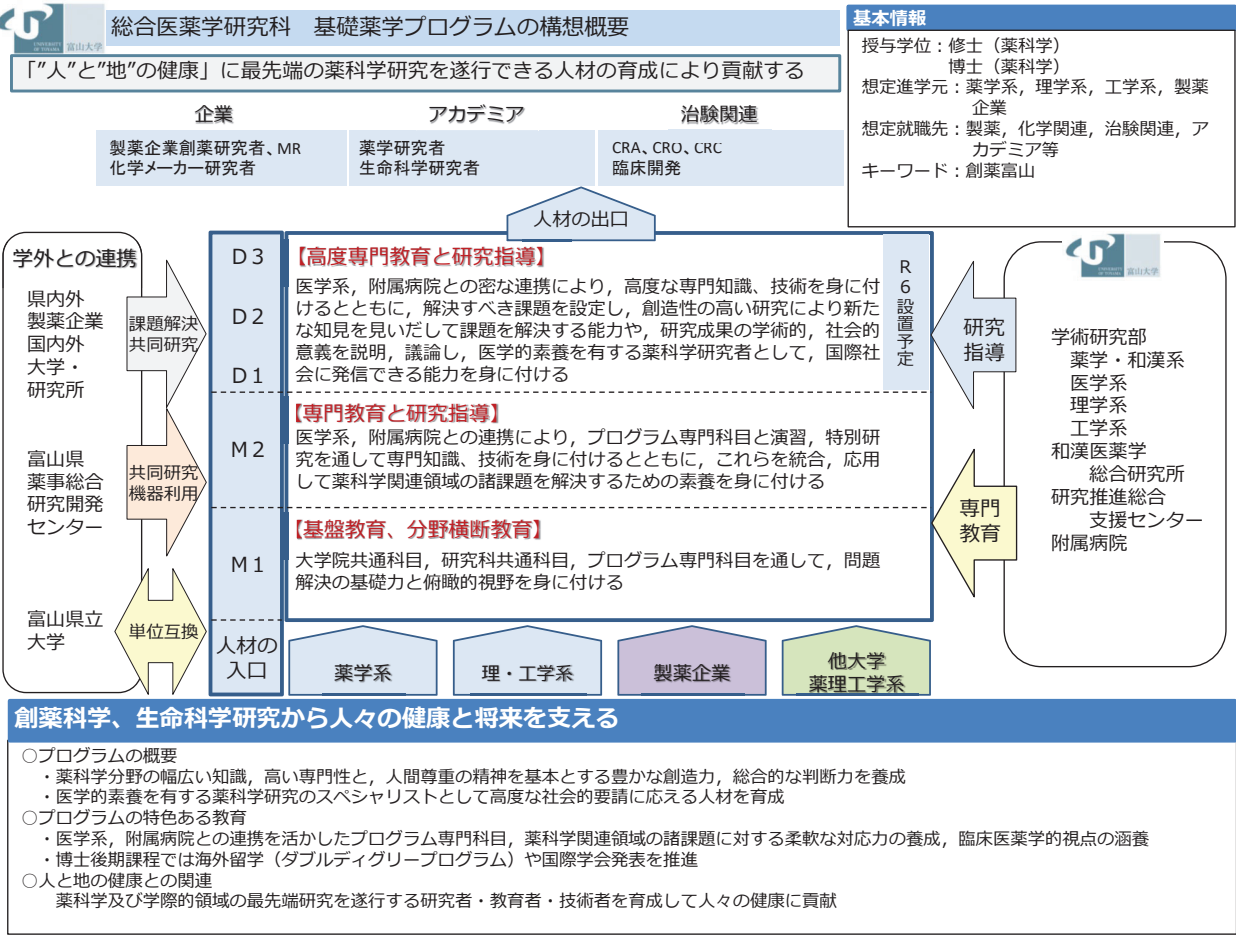 UNIVERSITY
OF TOYAMA
富山大学
総合医薬学研究科　基礎薬学プログラムの構想概要
「”人”と”地”の健康」に最先端の薬科学研究を遂行できる人材の育成により貢献する
基本情報
授与学位：修士（薬科学）
博士（薬科学）
想定進学元：薬学系，理学系，工学系，製薬
企業
想定就職先：製薬，化学関連，治験関連，ア
カデミア等
キーワード：創薬富山
企業
製薬企業創薬研究者、MR
化学メーカー研究者
アカデミア
薬学研究者
生命科学研究者
治験関連
CRA、CRO、CRC
臨床開発
人材の出口
学外との連携
県内外
製薬企業
国内外
大学・
研究所
富山県
薬事総合
研究開発
センター
富山県立
大学
課題解決
共同研究
共同研究
機器利用
単位互換
D３
D２
D１
M２
M１
人材の
入口
【高度専門教育と研究指導】
医学系，附属病院との密な連携により，高度な専門知識、技術を身に付
けるとともに，解決すべき課題を設定し，創造性の高い研究により新た
な知見を見いだして課題を解決する能力や，研究成果の学術的，社会的
意義を説明，議論し，医学的素養を有する薬科学研究者として，国際社
会に発信できる能力を身に付ける
R６設置予定
【専門教育と研究指導】
医学系，附属病院との連携により，プログラム専門科目と演習，特別研
究を通して専門知識、技術を身に付けるとともに，これらを統合，応用
して薬科学関連領域の諸課題を解決するための素養を身に付ける
【基盤教育、分野横断教育】
大学院共通科目，研究科共通科目，プログラム専門科目を通して，問題
解決の基礎力と俯瞰的視野を身に付ける
薬学系
理・工学系
製薬企業
他大学
薬理工学系
研究
指導
専門
教育
UNIVERSITY
OF TOYAMA
富山大学
学術研究部
薬学・和漢系
医学系
理学系
工学系
和漢医薬学
総合研究所
研究推進総合
支援センター
附属病院
創薬科学、生命科学研究から人々の健康と将来を支える
○プログラムの概要
・薬科学分野の幅広い知識，高い専門性と，人間尊重の精神を基本とする豊かな創造力，総合的な判断力を養成
・医学的素養を有する薬科学研究のスペシャリストとして高度な社会的要請に応える人材を育成
○プログラムの特色ある教育
・医学系，附属病院との連携を活かしたプログラム専門科目，薬科学関連領域の諸課題に対する柔軟な対応力の養成，臨床医薬学的視点の涵養
・博士後期課程では海外留学（ダブルディグリープログラム）や国際学会発表を推進
○人と地の健康との関連
薬科学及び学際的領域の最先端研究を遂行する研究者・教育者・技術者を育成して人々の健康に貢献